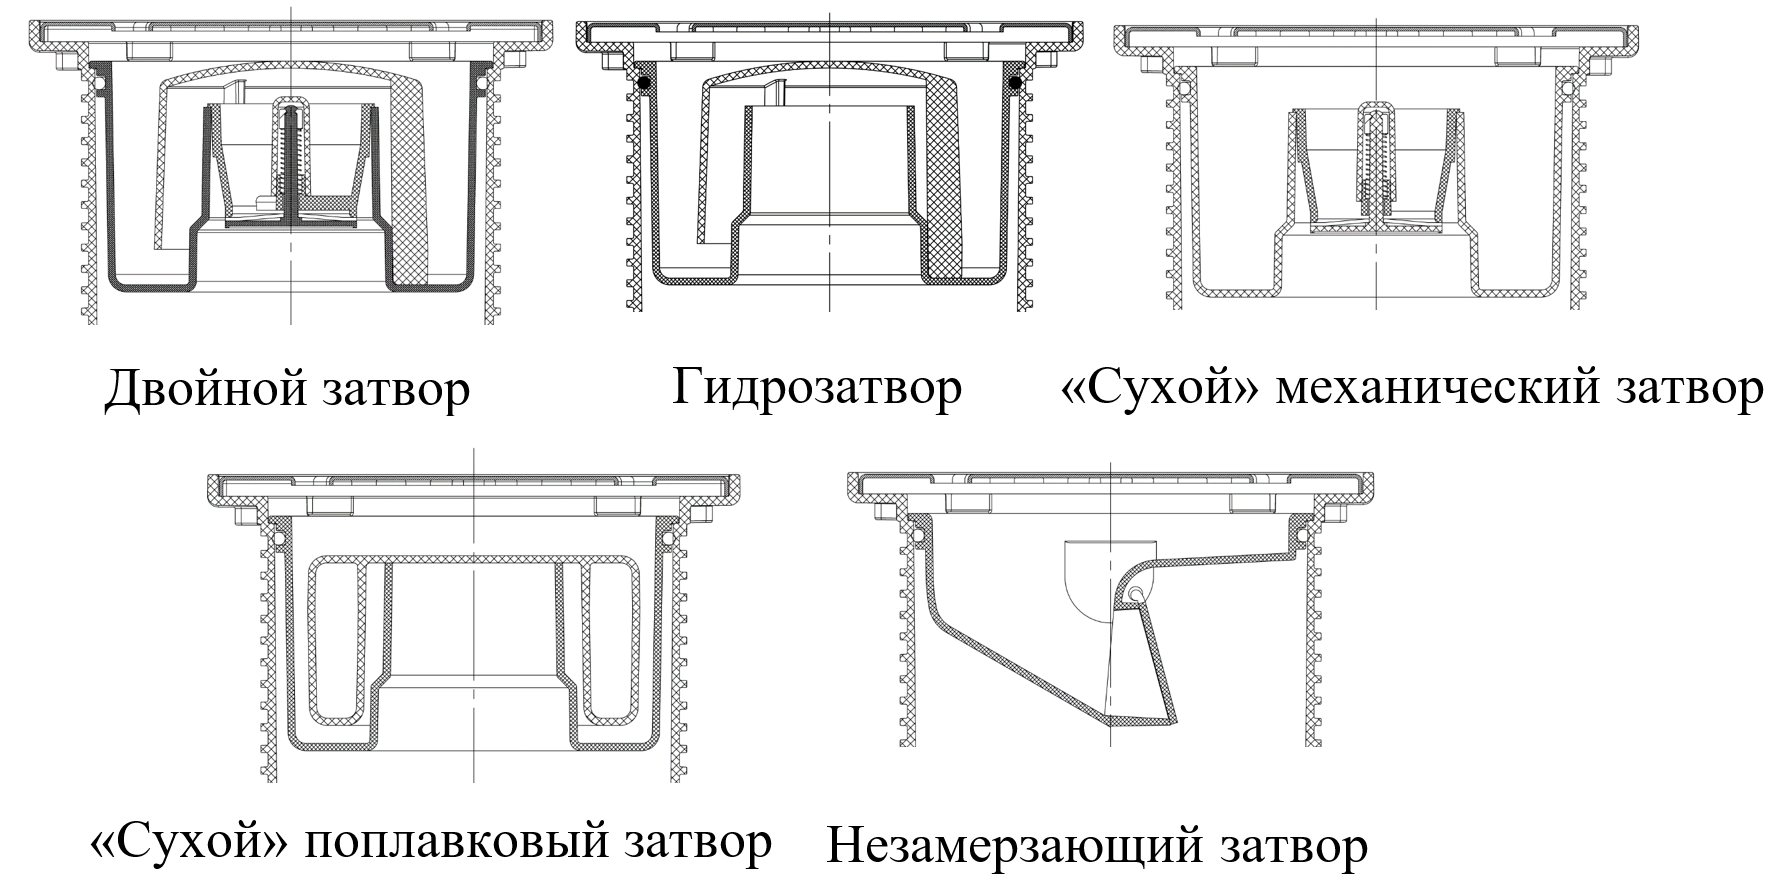 Двойной затвор
Гидрозатвор
«Сухой» механический затвор
«Сухой» поплавковый затвор
Незамерзающий затвор